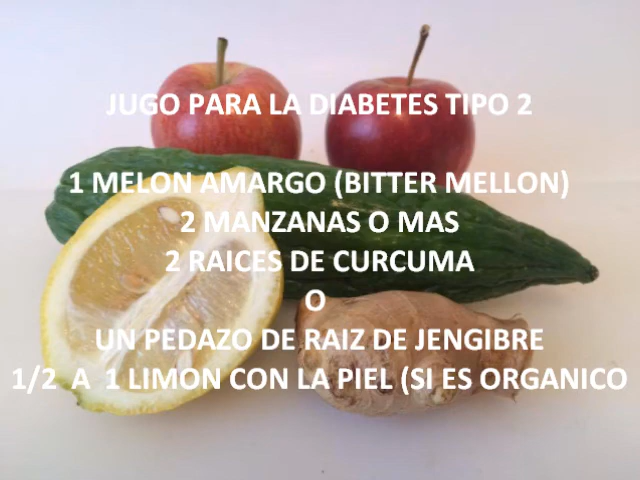 JUGO PARA LA DIABETES TIPO 2
1 MELON AMARGO (BITTER MELLON)
2 MANZANAS O MAS
2 RAICES DE CURCUMA
O
UN PEDAZO DE RAIZ DE JENGIBRE
1/2 A 1 LIMON CON LA PIEL (SI ES ORGANICO